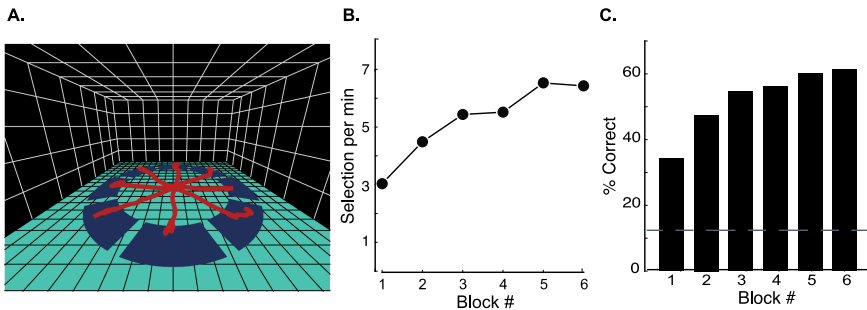 A.
B.
C.
7
5
3
1
Selection per min
1 2 3 4 5 6
Block #
60
40
20
0
% Correct
1 2 3 4 5 6
Block #